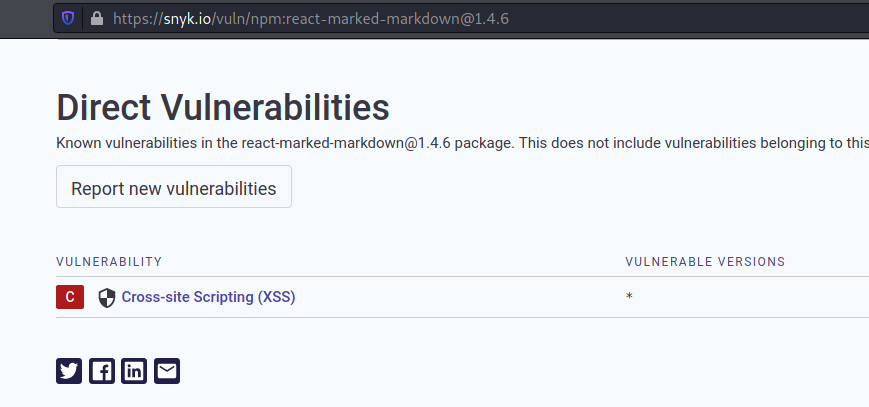 https://snyk.io/vuln/npm:react-marked-markdown@1.4.6
Direct Vulnerabilities
Known vulnerabilities in the react-marked-markdown@1.4.6 package. This does not include vulnerabilities belonging to this
Report new vulnerabilities
VULNERABILITY VULNERABLE VERSIONS
C Cross-site Scripting (XSS) *